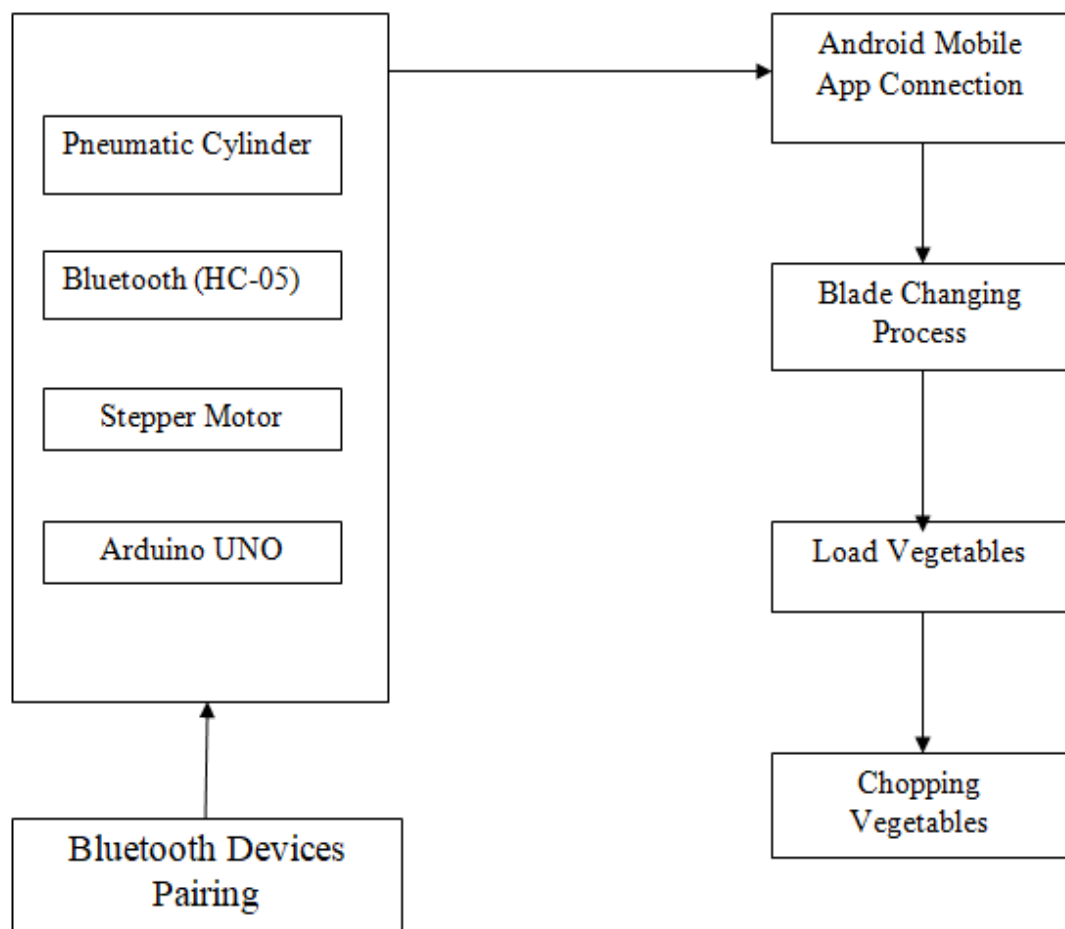 Pneumatic Cylinder
Bluetooth (HC-05)
Stepper Motor
Arduino UNO
Bluetooth Devices
Pairing
Android Mobile
App Connection
Blade Changing
Process
Load Vegetables
Chopping
Vegetables